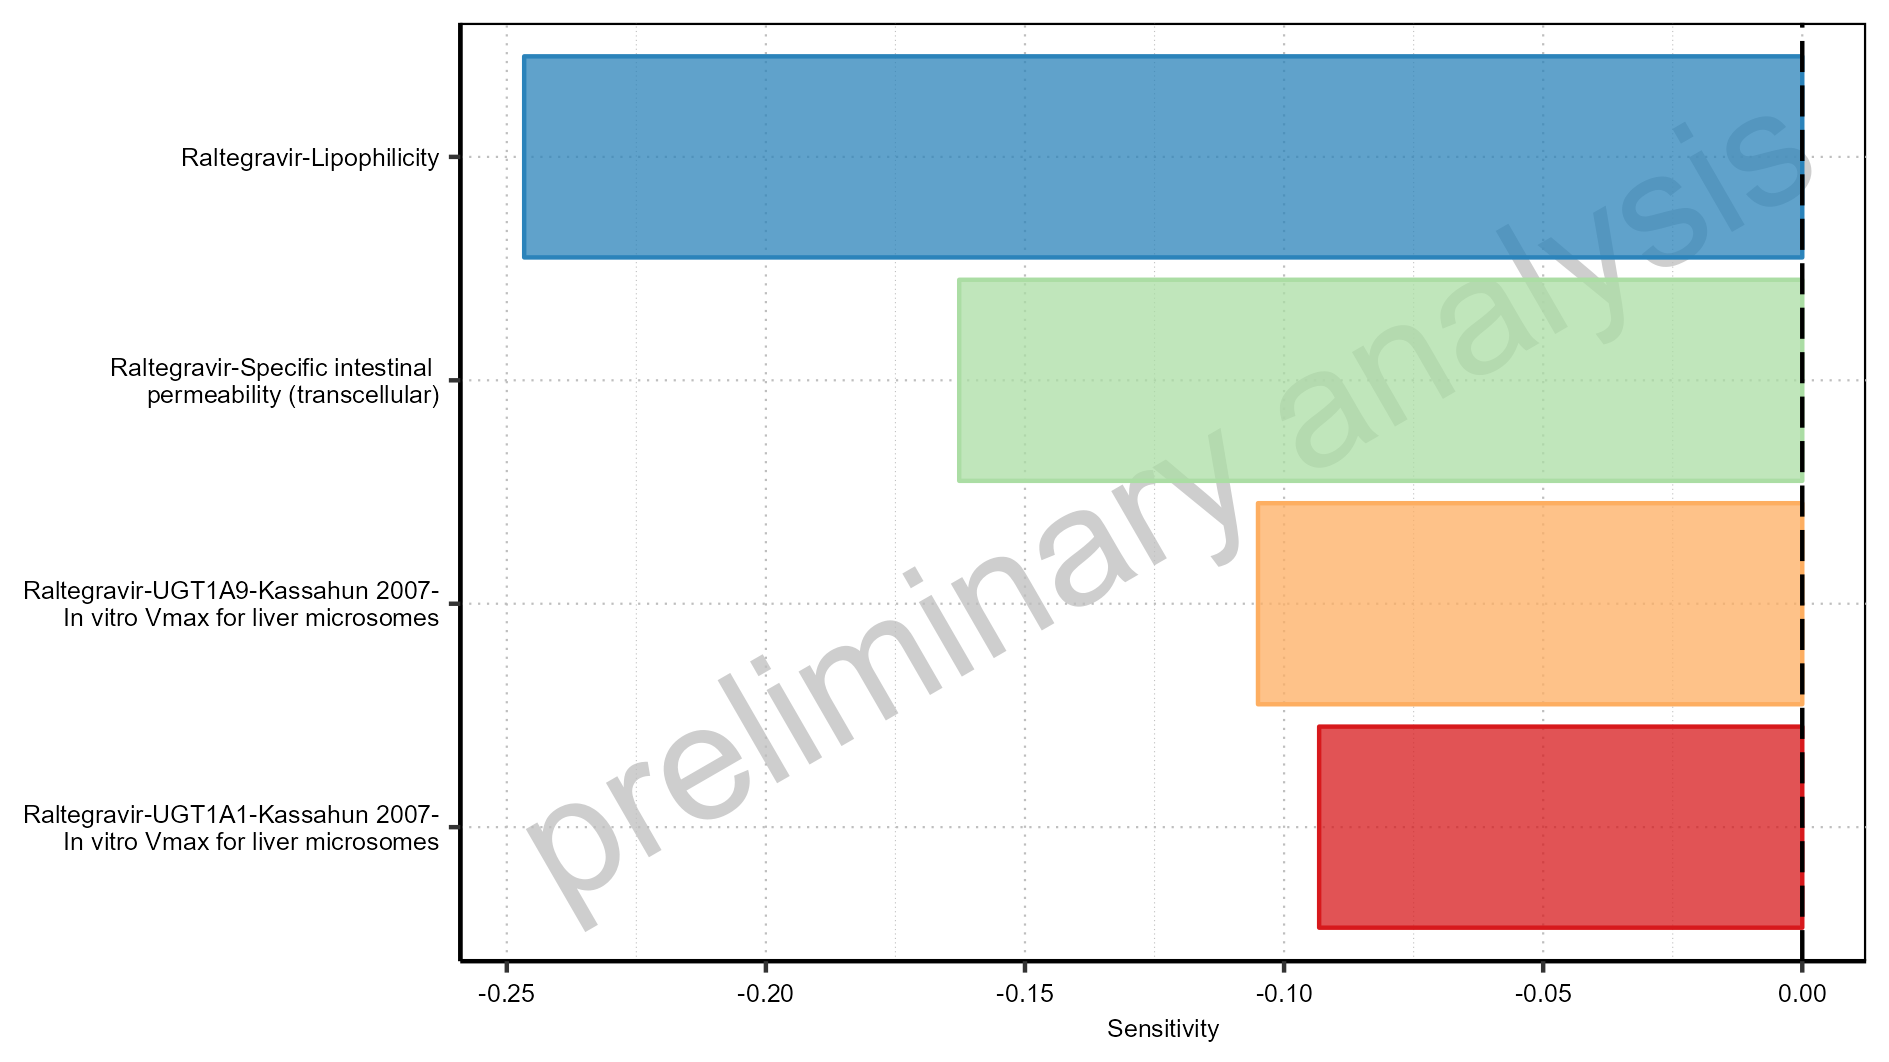 Raltegravir-Lipophilicity
Raltegravir-Specific intestinal
permeability (transcellular)
Raltegravir-UGT1A9-Kassahun 2007-
In vitro Vmax for liver microsomes
Raltegravir-UGT1A1-Kassahun 2007-
In vitro Vmax for liver microsomes
preliminary analysis
-0.25 -0.20 -0.15 -0.10 -0.05 0.00
Sensitivity